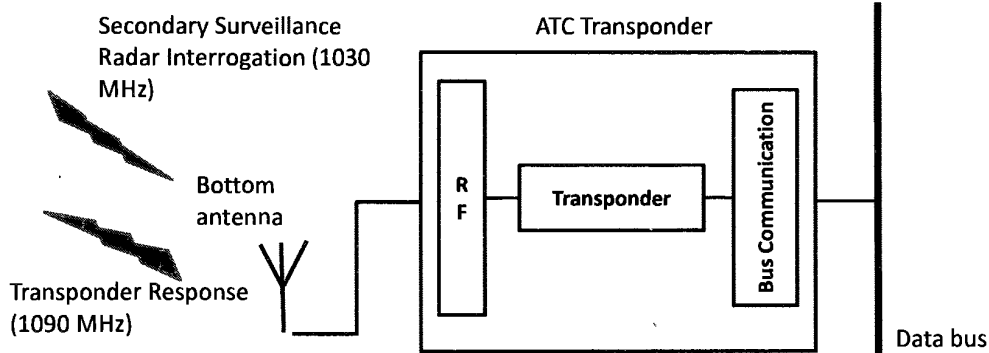 Secondary Surveillance
Radar Interrogation (1030
MHz)
ATC Transponder
Bottom
antenna
R
F
Transponder
Bus Communication
Transponder Response
(1090 MHz)
Data bus